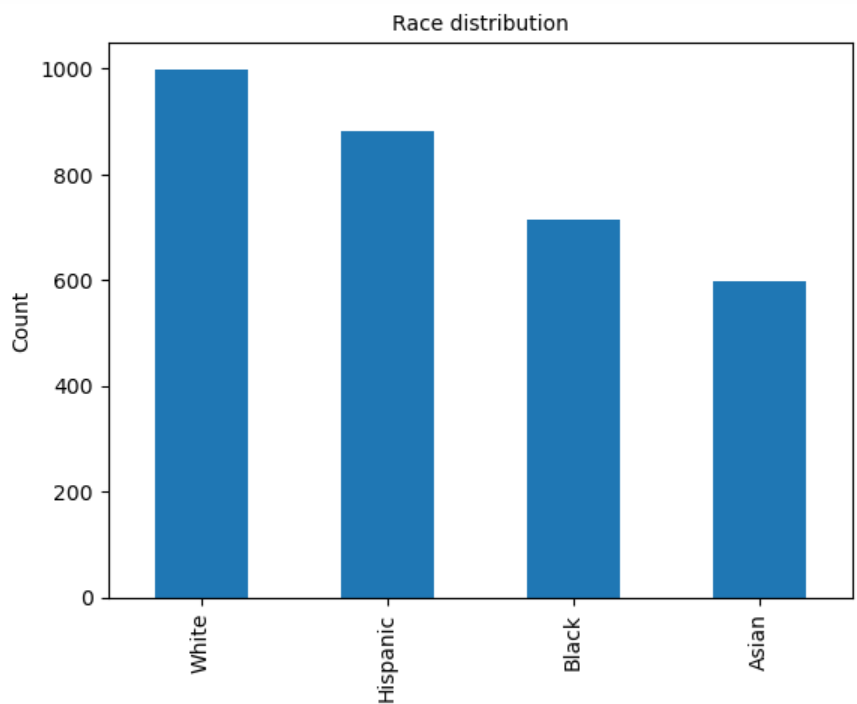 Race distribution
1000
800
600
400
200
0
Count
White
Hispanic
Black
Asian